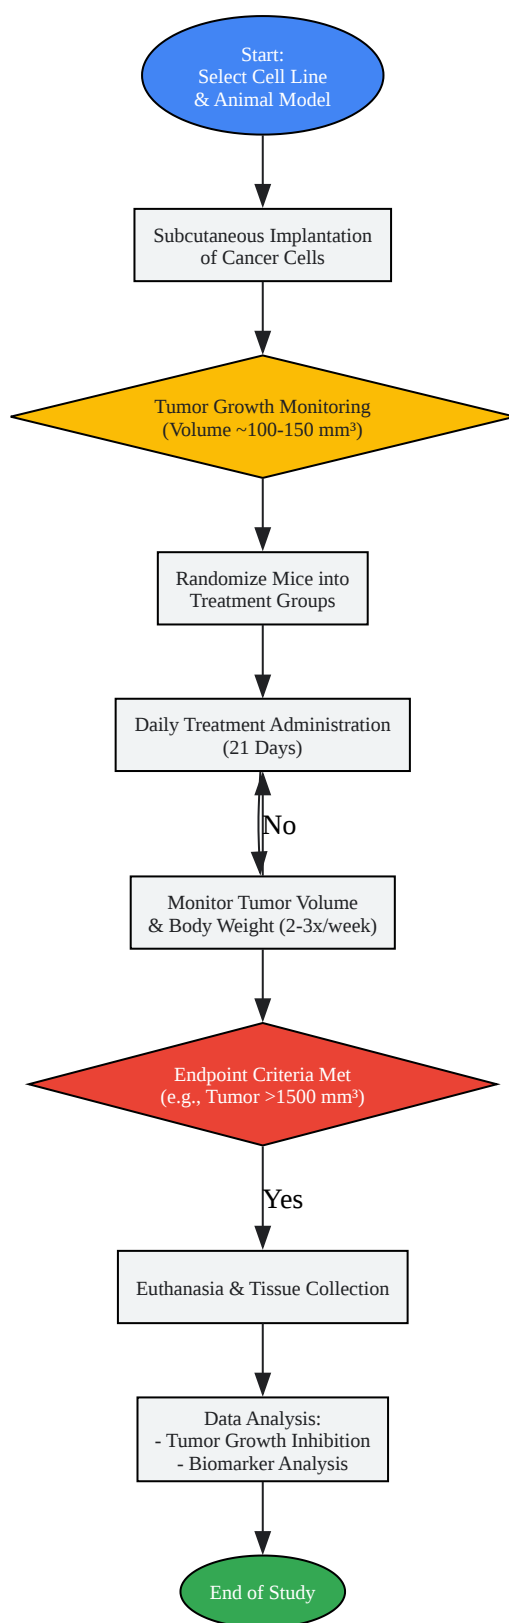 Start:
Select Cell Line
& Animal Model
Subcutaneous Implantation
of Cancer Cells
Tumor Growth Monitoring
(Volume ~100-150 mm³)
Randomize Mice into
Treatment Groups
Daily Treatment Administration
(21 Days)
No
Monitor Tumor Volume
& Body Weight (2-3x/week)
Endpoint Criteria Met
(e.g., Tumor >1500 mm³)
Yes
Euthanasia & Tissue Collection
Data Analysis:
- Tumor Growth Inhibition
- Biomarker Analysis
End of Study